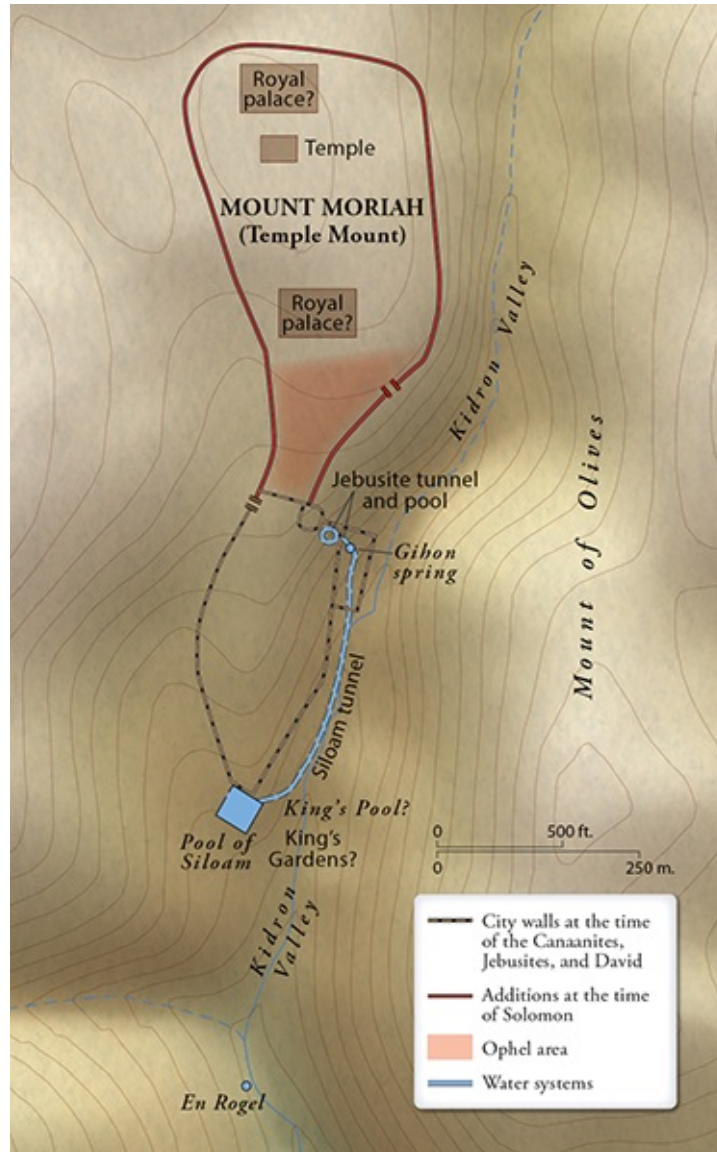 Royal
palace?
Temple
MOUNT MORIAH
(Temple Mount)
Royal
palace?
Kidron Valley
Mount of Olives
Jebusite tunnel
and pool
Gihon
spring
Siloam tunnel
King's Pool?
Pool of
Siloam
King's
Gardens?
0 500 ft.
0 250 m.
Kidron
Valley
En Rogel
City walls at the time
of the Canaanites,
Jebusites, and David
Additions at the time
of Solomon
Ophel area
Water systems